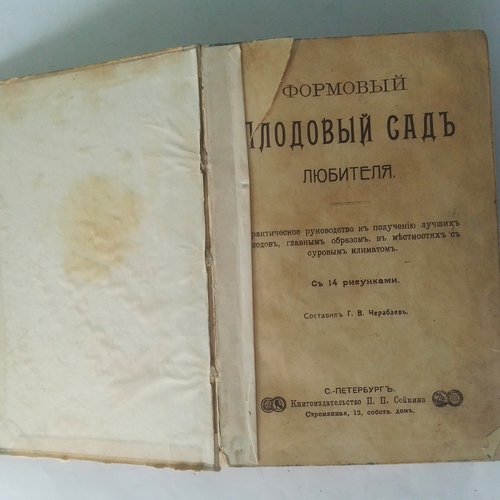 ФОРМОВЫЙ
ПЛОДОВЫЙ САДЪ
ЛЮБИТЕЛЯ.
рактическое руководство къ полученію лучшихъ
лодовъ, главнымъ образомъ, въ мѣстностяхъ съ
суровымъ климатомъ.
Съ 14 рисунками.
Составилъ Г. В. Черабаевъ.
С.-ПЕТЕРБУРГЪ.
Книгоиздательство П. П. Сойкина
Стремянная, 12, собств. домъ.